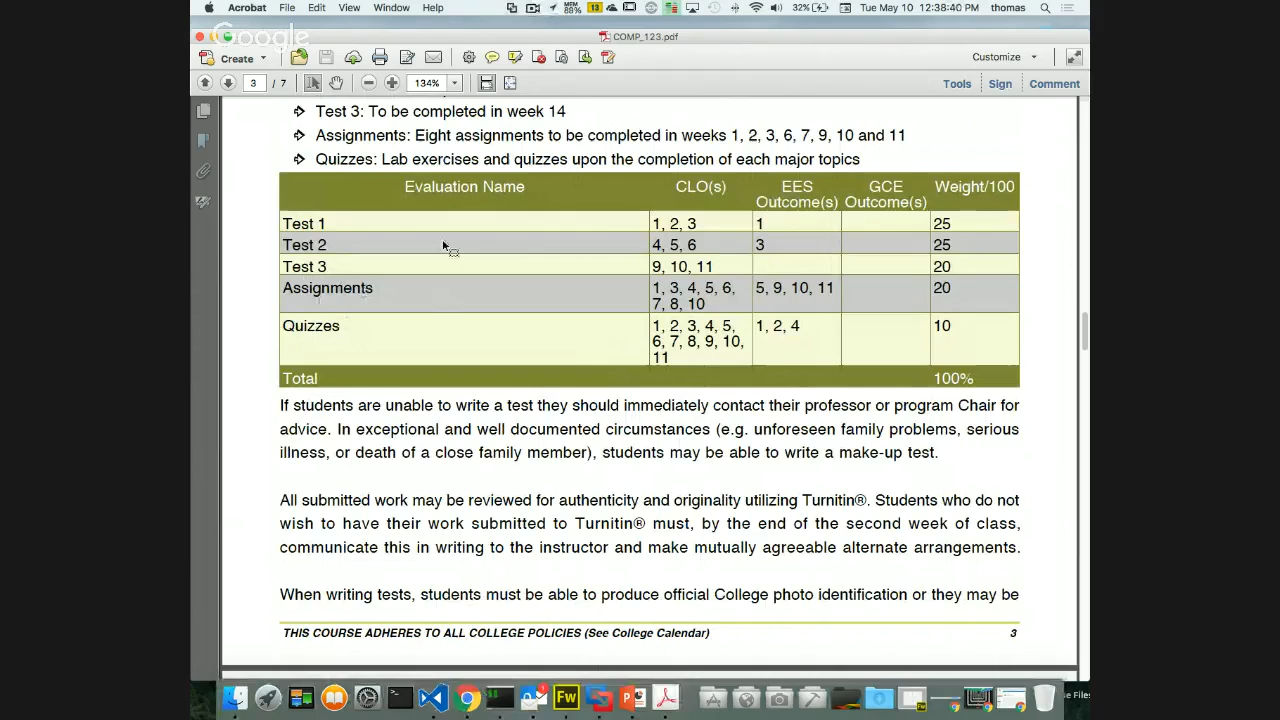 Acrobat File Edit View Window Help MEM 88% 13 32% Tue May 10 12:38:40 PM thomas
Google
COMP_123.pdf
Create Customize
3 / 7 134% Tools Sign Comment
Test 3: To be completed in week 14
Assignments: Eight assignments to be completed in weeks 1, 2, 3, 6, 7, 9, 10 and 11
Quizzes: Lab exercises and quizzes upon the completion of each major topics
Evaluation Name CLO(s) EES Outcome(s) GCE Outcome(s) Weight/100
Test 1 1, 2, 3 1 25
Test 2 4, 5, 6 3 25
Test 3 9, 10, 11 20
Assignments 1, 3, 4, 5, 6, 5, 9, 10, 11 20
7, 8, 10
Quizzes 1, 2, 3, 4, 5, 1, 2, 4 10
6, 7, 8, 9, 10,
11
Total 100%
If students are unable to write a test they should immediately contact their professor or program Chair for
advice. In exceptional and well documented circumstances (e.g. unforeseen family problems, serious
illness, or death of a close family member), students may be able to write a make-up test.
All submitted work may be reviewed for authenticity and originality utilizing Turnitin®. Students who do not
wish to have their work submitted to Turnitin® must, by the end of the second week of class,
communicate this in writing to the instructor and make mutually agreeable alternate arrangements.
When writing tests, students must be able to produce official College photo identification or they may be
THIS COURSE ADHERES TO ALL COLLEGE POLICIES (See College Calendar) 3
Fw